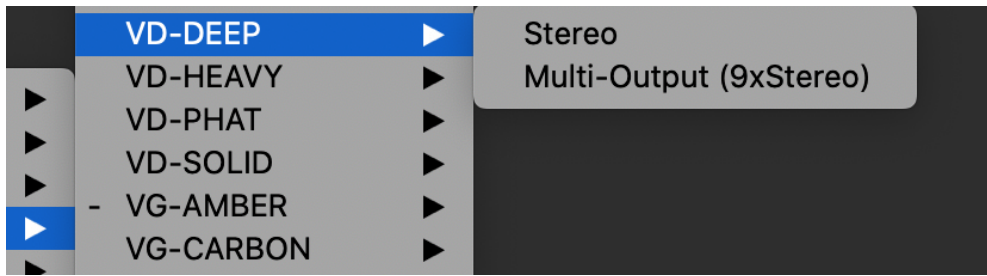 VD-DEEP
VD-HEAVY
VD-PHAT
VD-SOLID
- VG-AMBER
VG-CARBON
Stereo
Multi-Output (9xStereo)